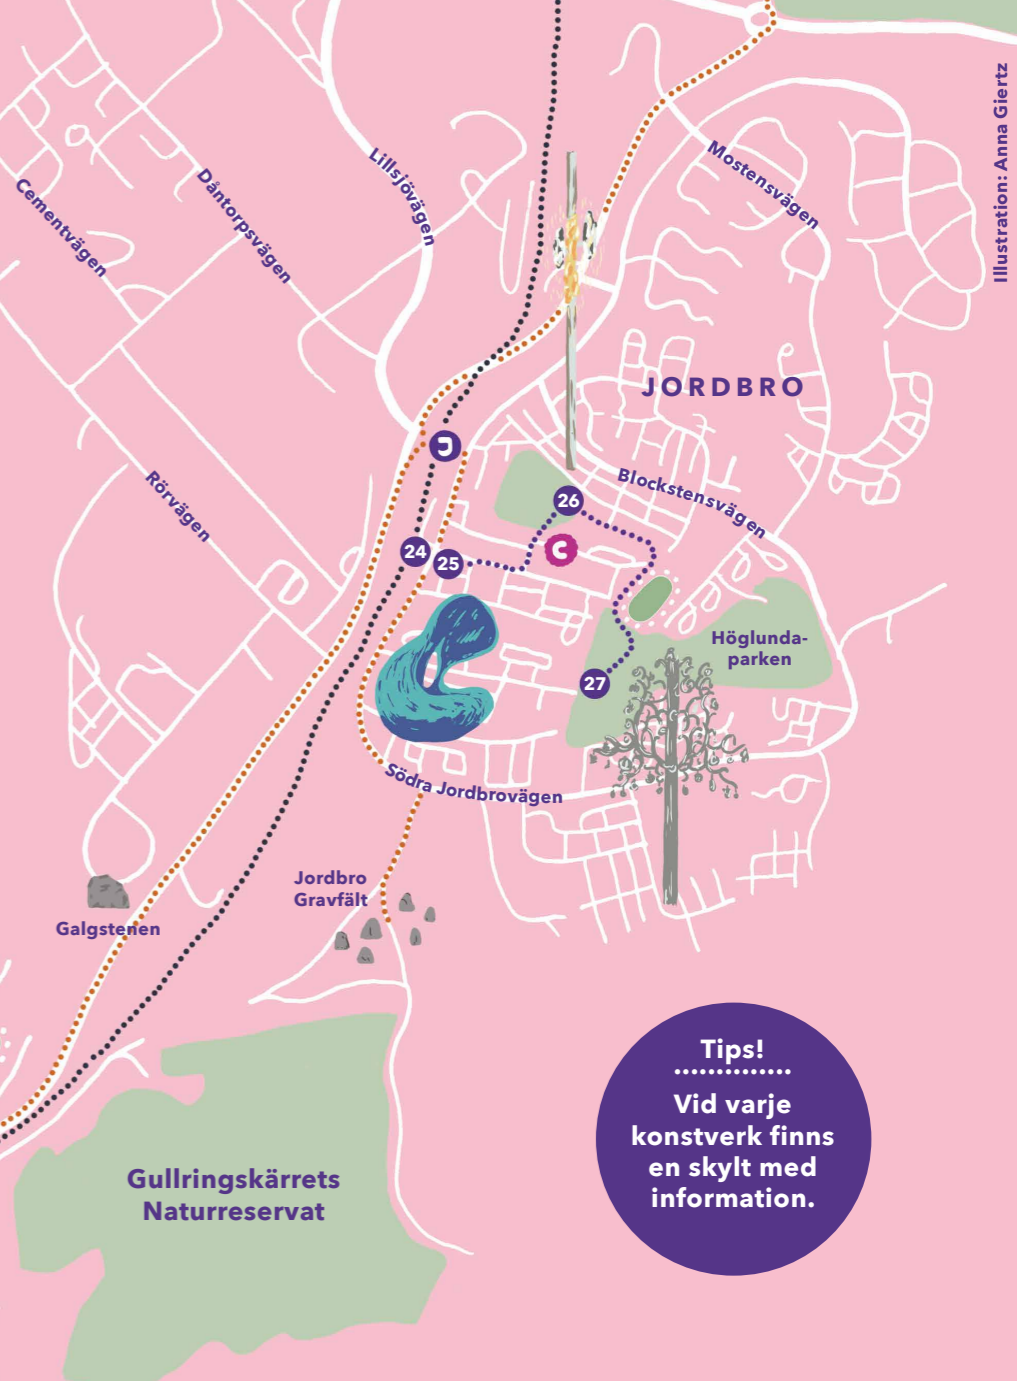 Illustration: Anna Giertz
Mostensvägen
Lillsjövägen
Dåntorpsvägen
Cementvägen
JORDBRO
J
Rörvägen
Blockstensvägen
26
24
25
C
Höglunda-
parken
27
Södra Jordbrovägen
Jordbro
Gravfält
Galgstenen
Tips!
Vid varje
konstverk finns
en skylt med
information.
Gullringskärrets
Naturreservat